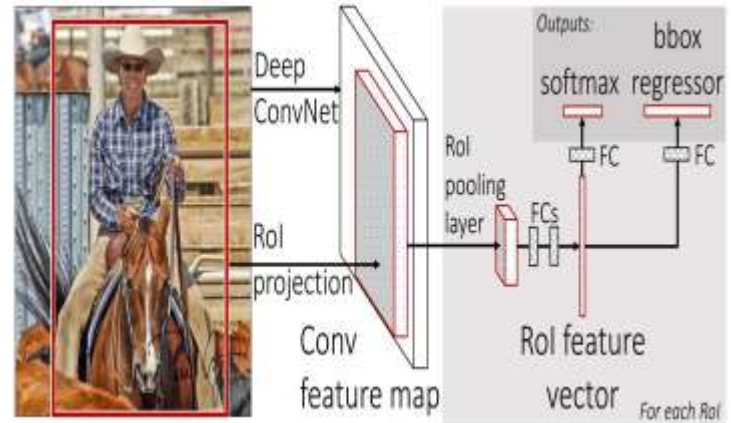 Deep
ConvNet
RoI
projection
Conv
feature map
RoI
pooling
layer
FCs
RoI feature
vector
For each RoI
Outputs:
softmax
bbox
regressor
FC
FC